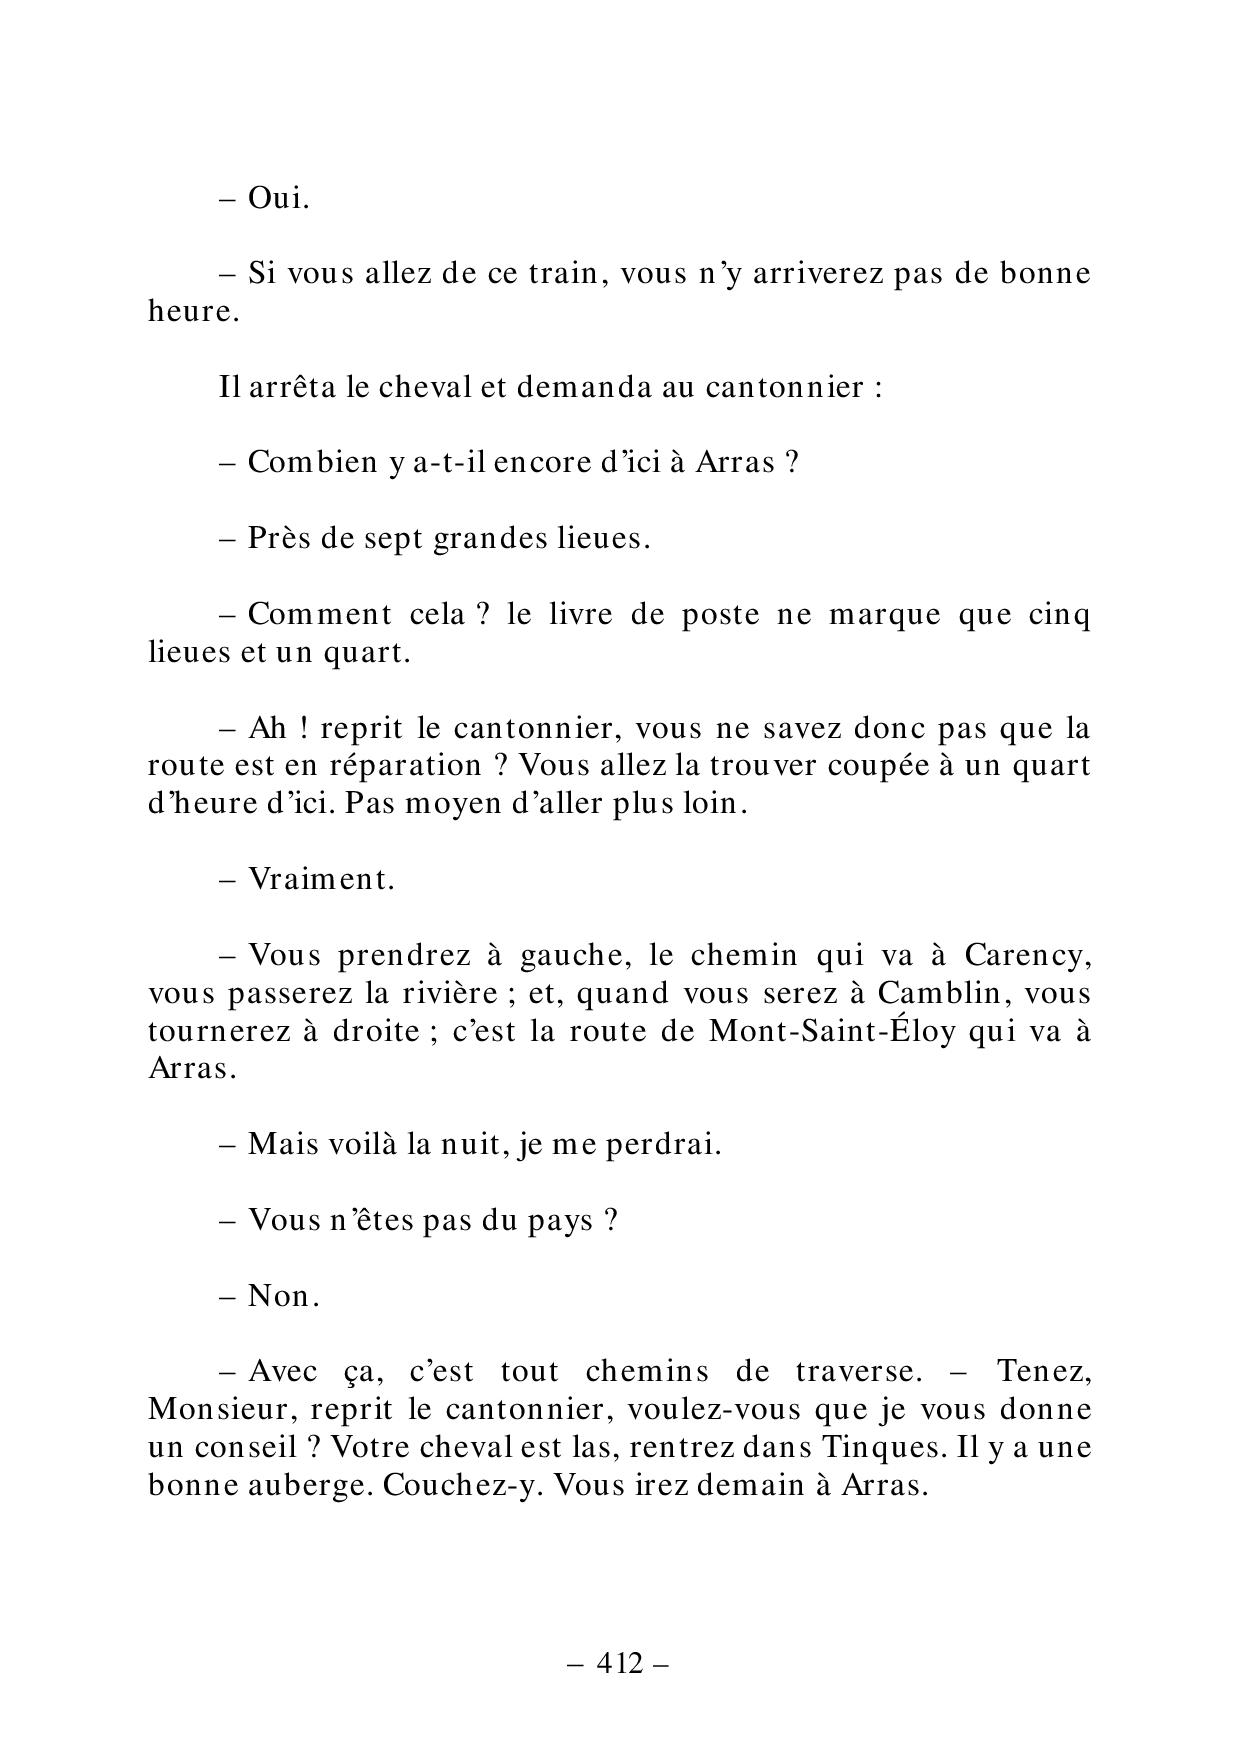 – Oui.
– Si vous allez de ce train, vous n’y arriverez pas de bonne
heure.
Il arrêta le cheval et demanda au cantonnier :
– Combien y a-t-il encore d’ici à Arras ?
– Près de sept grandes lieues.
– Comment cela ? le livre de poste ne marque que cinq
lieues et un quart.
– Ah ! reprit le cantonnier, vous ne savez donc pas que la
route est en réparation ? Vous allez la trouver coupée à un quart
d’heure d’ici. Pas moyen d’aller plus loin.
– Vraiment.
– Vous prendrez à gauche, le chemin qui va à Carency,
vous passerez la rivière ; et, quand vous serez à Camblin, vous
tournerez à droite ; c’est la route de Mont-Saint-Éloy qui va à
Arras.
– Mais voilà la nuit, je me perdrai.
– Vous n’êtes pas du pays ?
– Non.
– Avec ça, c’est tout chemins de traverse. – Tenez,
Monsieur, reprit le cantonnier, voulez-vous que je vous donne
un conseil ? Votre cheval est las, rentrez dans Tinques. Il y a une
bonne auberge. Couchez-y. Vous irez demain à Arras.
– 412 –